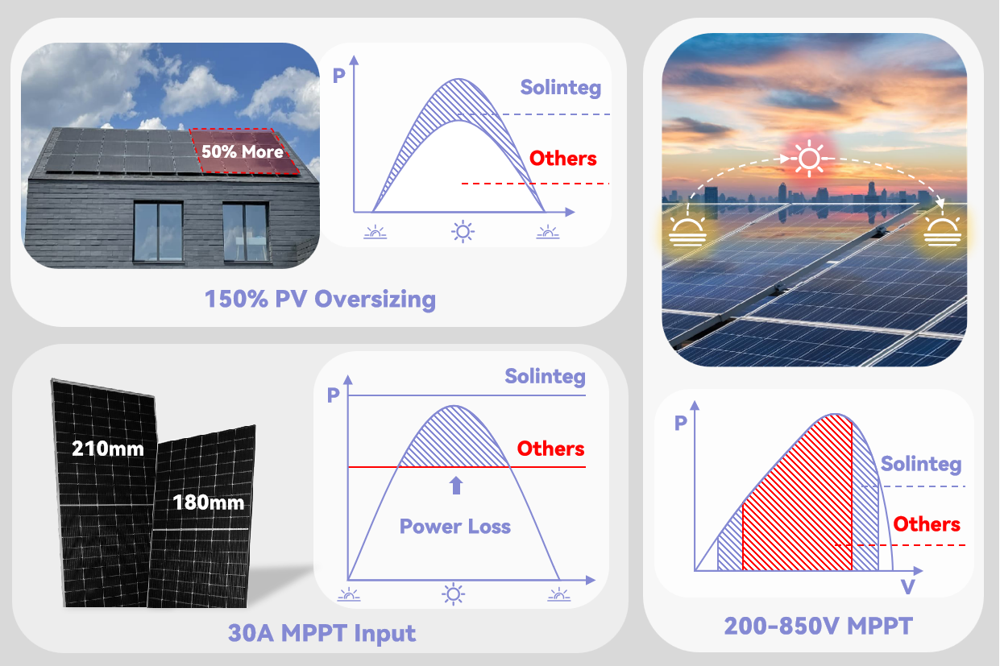 50% More
P
Solinteg
Others
150% PV Oversizing
210mm
180mm
P
Solinteg
Others
Power Loss
30A MPPT Input
P
Solinteg
Others
V
200-850V MPPT